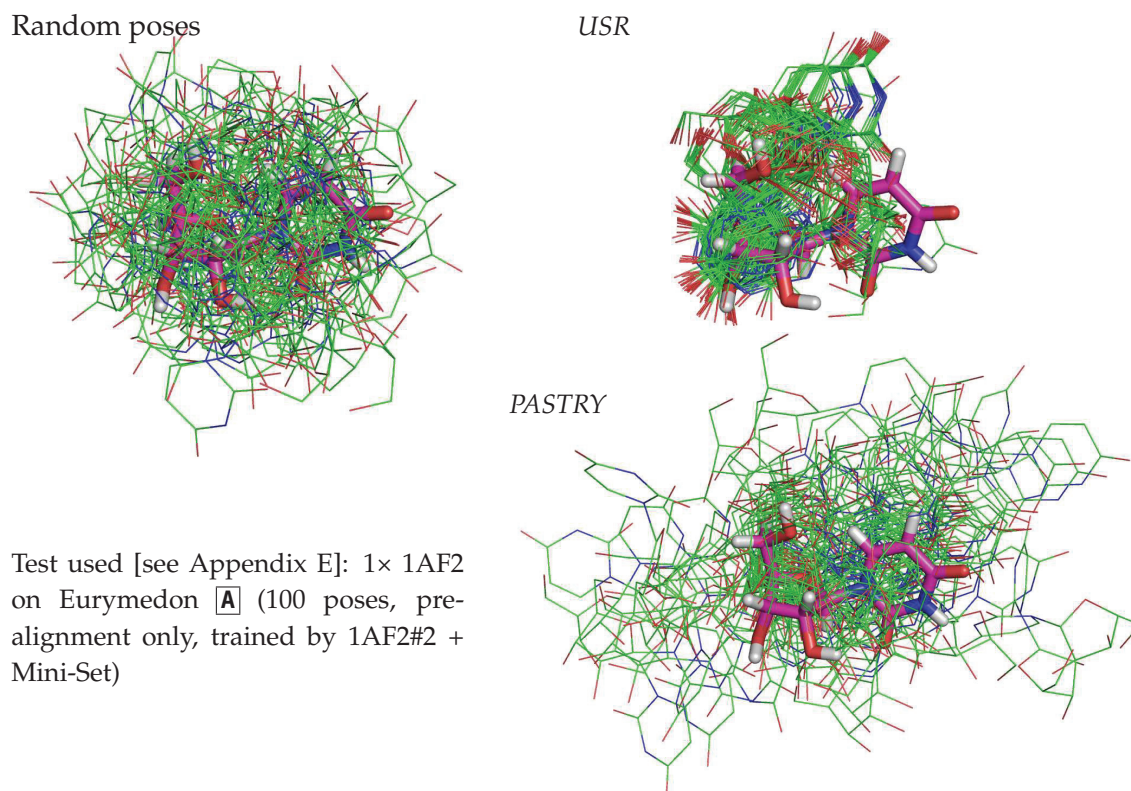 Random poses
USR
PASTRY
Test used [see Appendix E]: 1× 1AF2
on Eurymedon A (100 poses, pre-
alignment only, trained by 1AF2#2 +
Mini-Set)